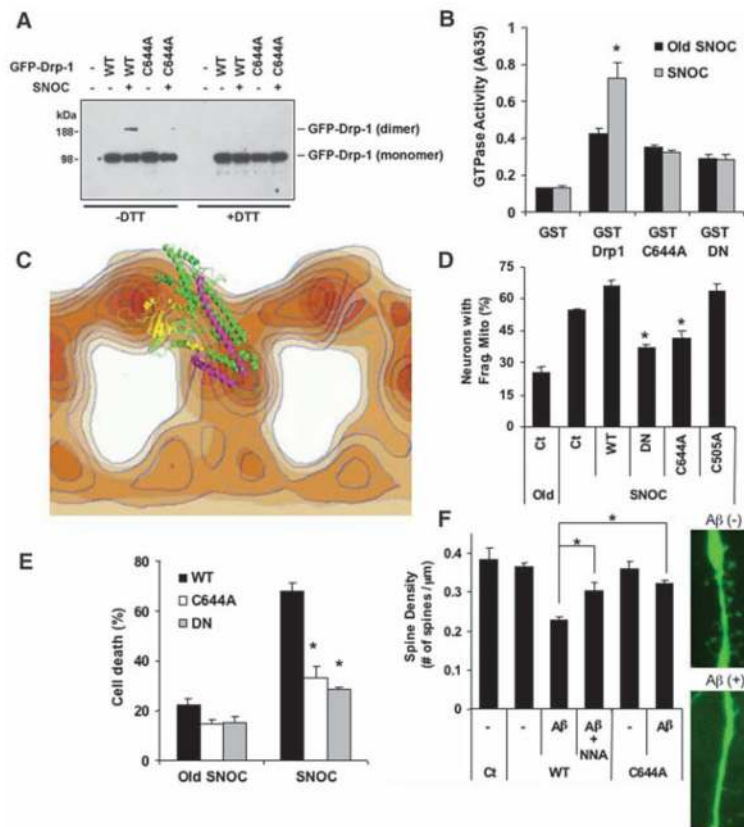 A
GFP-Drp-1 - WT WT C644A C644A - WT WT C644A C644A
SNOC - - + - + - - + - +
kDa
188
98
GFP-Drp-1 (dimer)
GFP-Drp-1 (monomer)
-DTT +DTT
B
GTPase Activity (A635)
1
0.8
0.6
0.4
0.2
0
*
Old SNOC
SNOC
GST GST GST GST
Drp1 C644A DN
C
D
Neurons with
Frag. Mito (%)
75
60
45
30
15
0
* *
Ct Ct WT DN C644A C505A
Old SNOC
E
Cell death (%)
80
60
40
20
0
WT
C644A
DN
* *
Old SNOC SNOC
F
Spine Density
(# of spines / µm)
0.4
0.3
0.2
0.1
0
*
*
- - Aβ Aβ - Aβ
+
NNA
Ct WT C644A
Aβ (-)
Aβ (+)